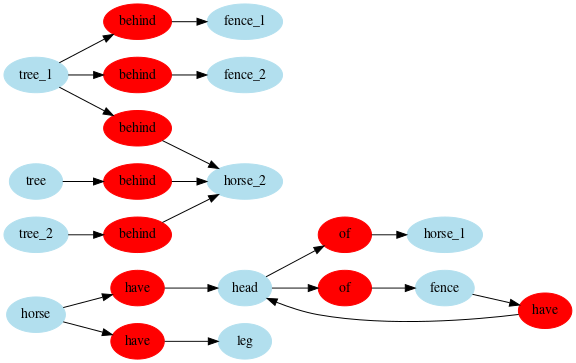 behind fence_1
tree_1 behind fence_2
behind
tree behind horse_2
tree_2 behind of horse_1
have head of fence
horse have
have leg